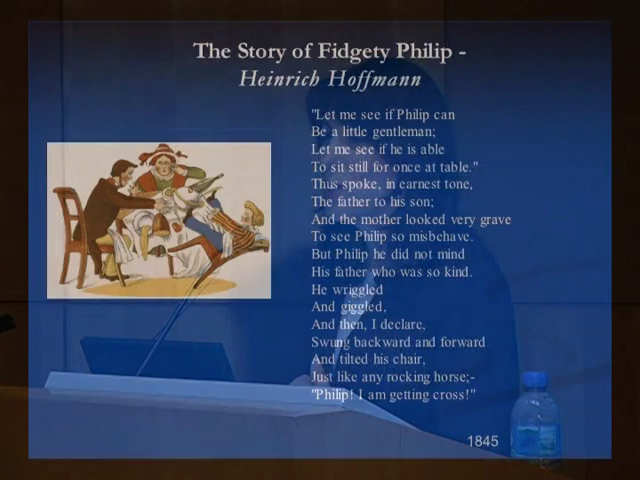 The Story of Fidgety Philip -
Heinrich Hoffmann
"Let me see if Philip can
Be a little gentleman;
Let me see if he is able
To sit still for once at table."
Thus spoke, in earnest tone,
The father to his son;
And the mother looked very grave
To see Philip so misbehave.
But Philip he did not mind
His father who was so kind.
He wriggled
And giggled,
And then, I declare,
Swung backward and forward
And tilted his chair,
Just like any rocking horse;-
"Philip! I am getting cross!"
1845